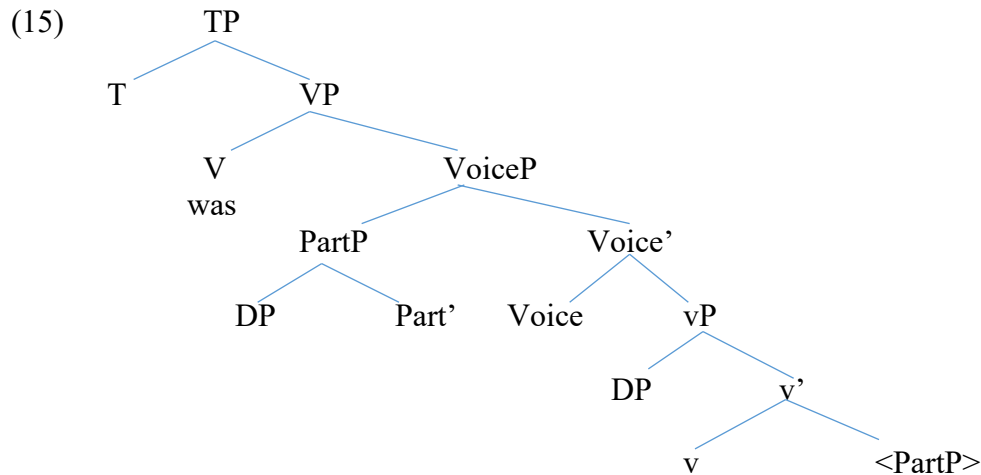 (15) TP
T VP
V VoiceP
was
PartP Voice’
DP Part’ Voice vP
DP v’
v <PartP>